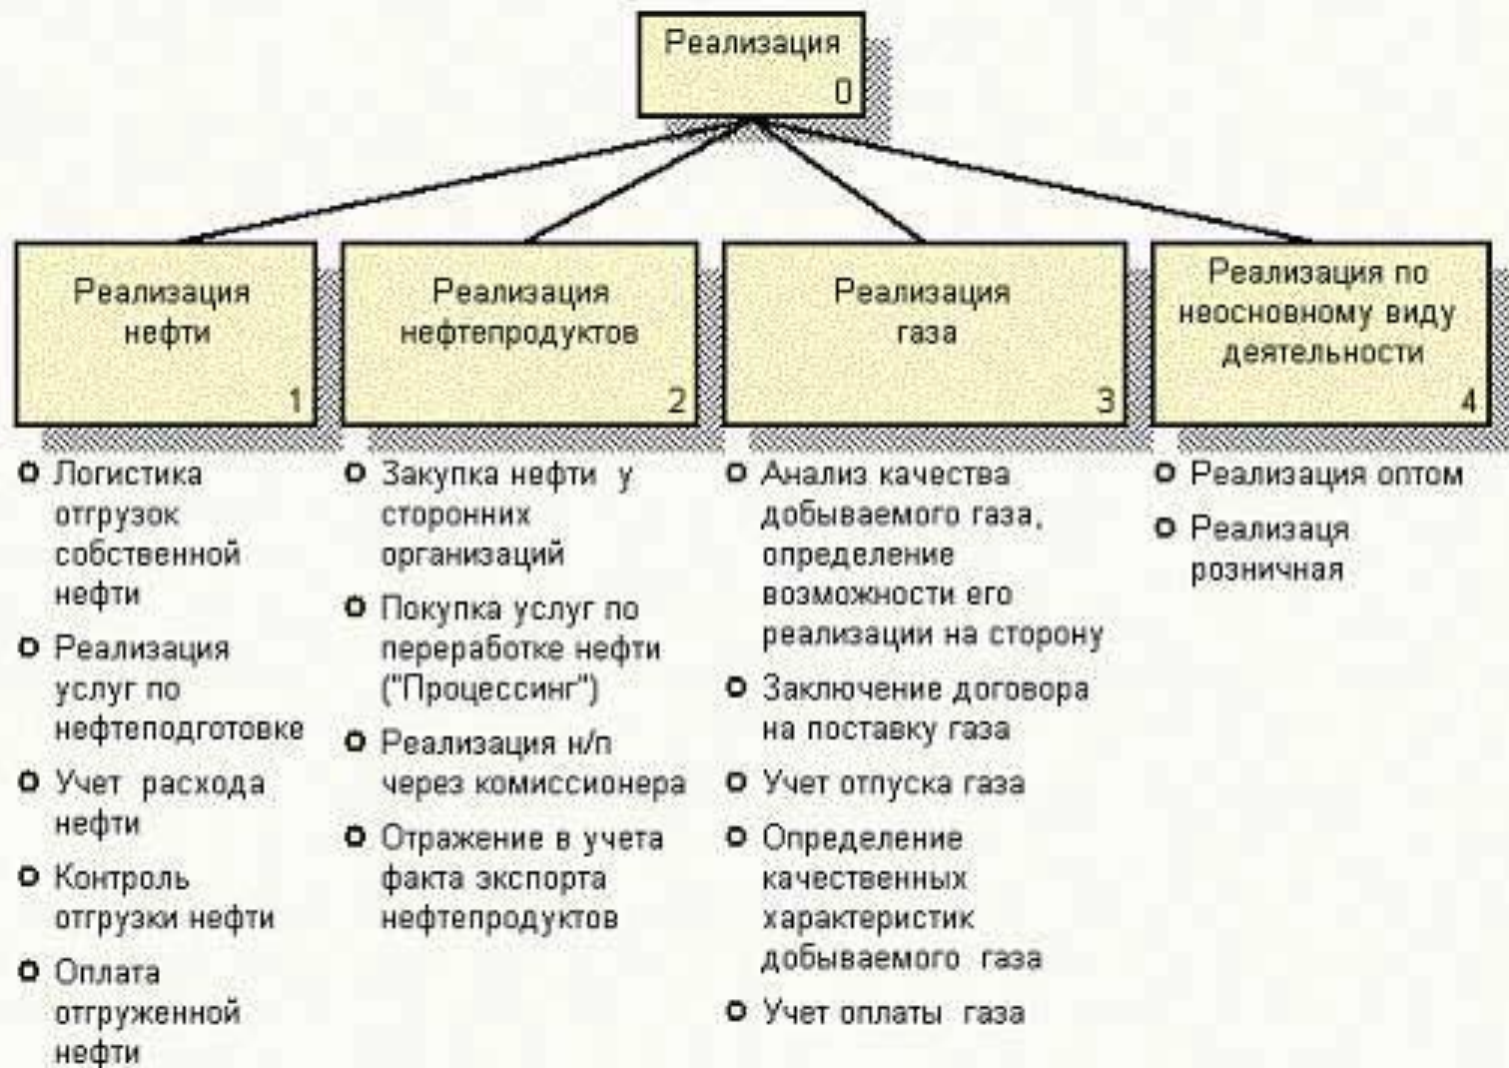 Реализация
0
Реализация
нефти
1
Реализация
нефтепродуктов
2
Реализация
газа
3
Реализация по
неосновному виду
деятельности
4
Логистика
отгрузок
собственной
нефти
Реализация
услуг по
нефтеподготовке
Учет расхода
нефти
Контроль
отгрузки нефти
Оплата
отгруженной
нефти
Закупка нефти у
сторонних
организаций
Покупка услуг по
переработке нефти
("Процессинг")
Реализация н/п
через комиссионера
Отражение в учета
факта экспорта
нефтепродуктов
Анализ качества
добываемого газа,
определение
возможности его
реализации на сторону
Заключение договора
на поставку газа
Учет отпуска газа
Определение
качественных
характеристик
добываемого газа
Учет оплаты газа
Реализация оптом
Реализаця
розничная